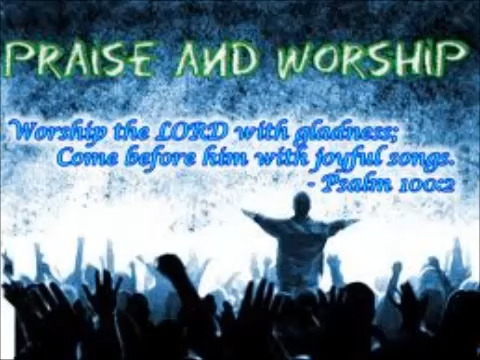 PRAISE AND WORSHIP
Worship the LORD with gladness;
Come before him with joyful songs.
- Psalm 100:2